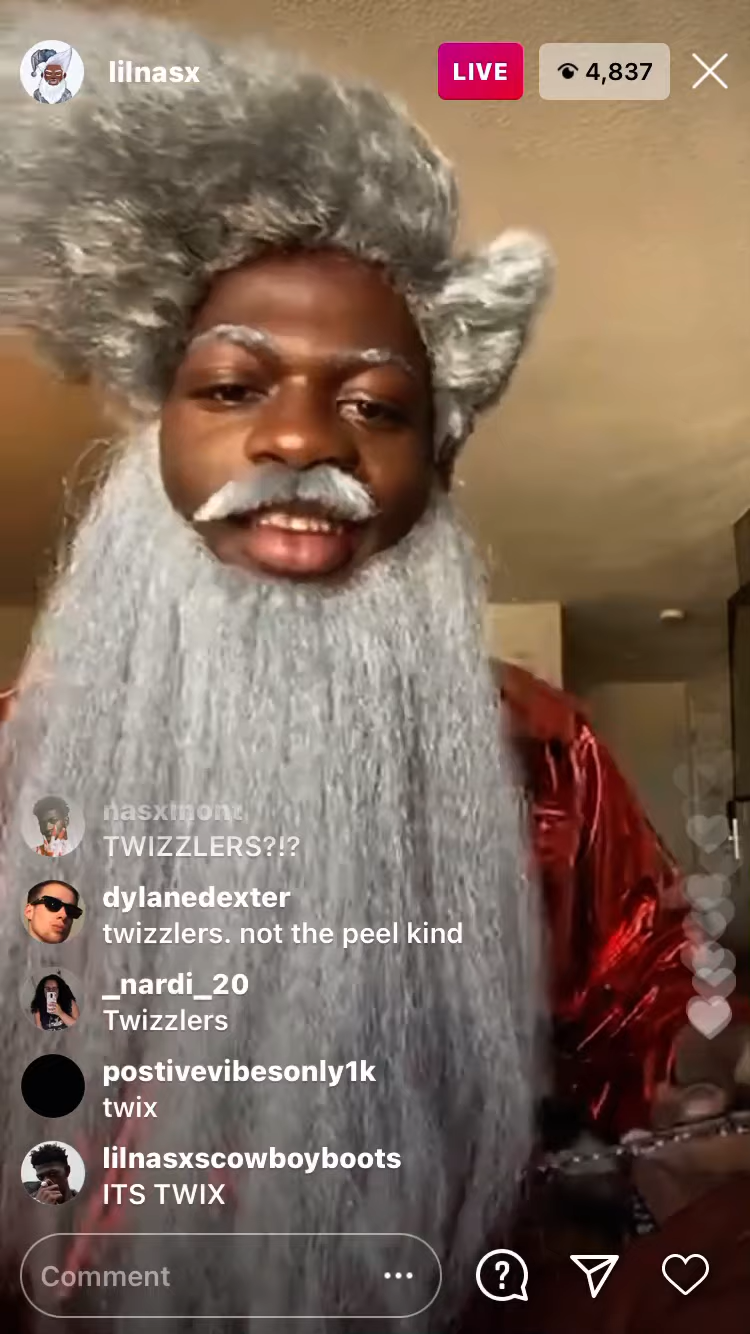 lilnasx
LIVE
4,837
nasxmont
TWIZZLERS?!?
dylanedexter
twizzlers. not the peel kind
_nardi_20
Twizzlers
postivevibesonly1k
twix
lilnasxscowboyboots
ITS TWIX
Comment